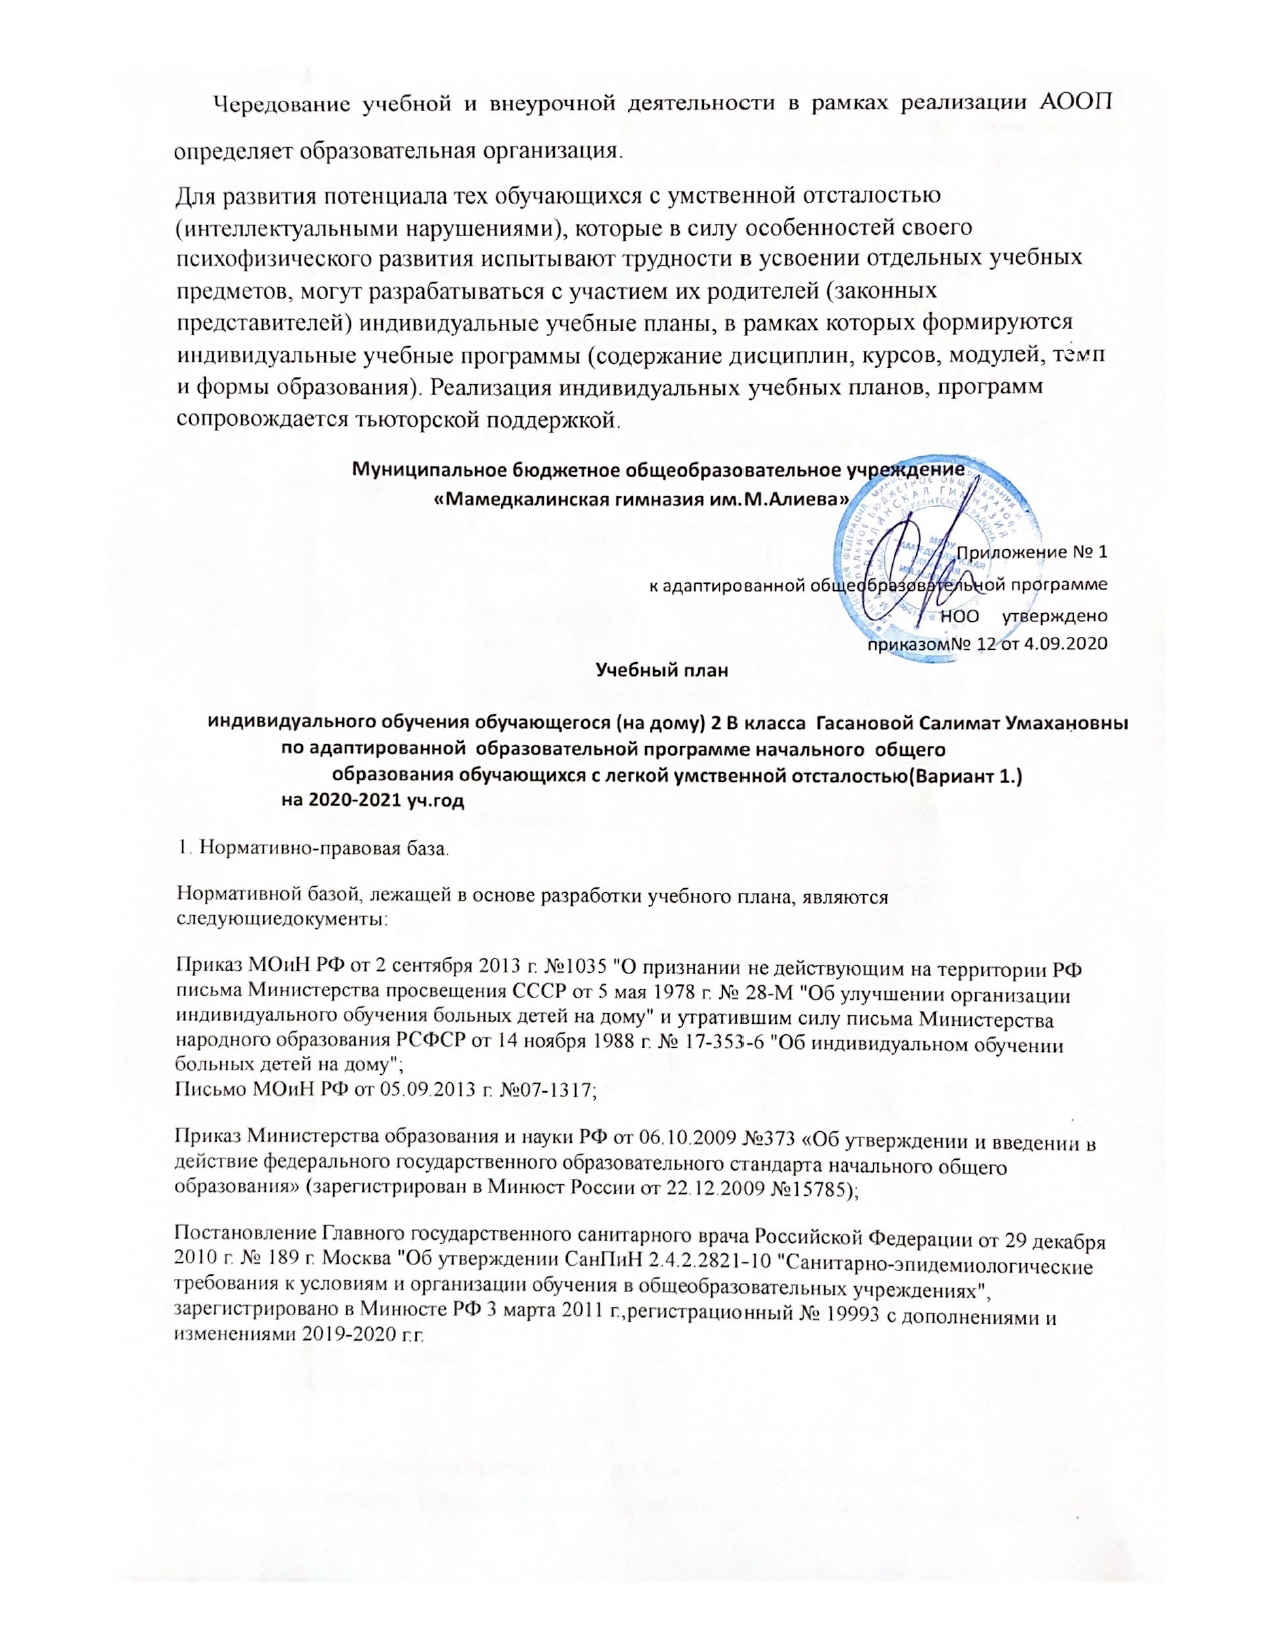 Чередование учебной и внеурочной деятельности в рамках реализации АООП
определяет образовательная организация.
Для развития потенциала тех обучающихся с умственной отсталостью
(интеллектуальными нарушениями), которые в силу особенностей своего
психофизического развития испытывают трудности в усвоении отдельных учебных
предметов, могут разрабатываться с участием их родителей (законных
представителей) индивидуальные учебные планы, в рамках которых формируются
индивидуальные учебные программы (содержание дисциплин, курсов, модулей, темп
и формы образования). Реализация индивидуальных учебных планов, программ
сопровождается тьюторской поддержкой.
Муниципальное бюджетное общеобразовательное учреждение
«Мамедкалинская гимназия им.М.Алиева»
Приложение № 1
к адаптированной общеобразовательной программе
НОО утверждено
приказом№ 12 от 4.09.2020
Учебный план
индивидуального обучения обучающегося (на дому) 2 В класса Гасановой Салимат Умахановны
по адаптированной образовательной программе начального общего
образования обучающихся с легкой умственной отсталостью(Вариант 1.)
на 2020-2021 уч.год
1. Нормативно-правовая база.
Нормативной базой, лежащей в основе разработки учебного плана, являются
следующиедокументы:
Приказ МОиН РФ от 2 сентября 2013 г. №1035 "О признании не действующим на территории РФ
письма Министерства просвещения СССР от 5 мая 1978 г. № 28-М "Об улучшении организации
индивидуального обучения больных детей на дому" и утратившим силу письма Министерства
народного образования РСФСР от 14 ноября 1988 г. № 17-353-6 "Об индивидуальном обучении
больных детей на дому";
Письмо МОиН РФ от 05.09.2013 г. №07-1317;
Приказ Министерства образования и науки РФ от 06.10.2009 №373 «Об утверждении и введении в
действие федерального государственного образовательного стандарта начального общего
образования» (зарегистрирован в Минюст России от 22.12.2009 №15785);
Постановление Главного государственного санитарного врача Российской Федерации от 29 декабря
2010 г. № 189 г. Москва "Об утверждении СанПиН 2.4.2.2821-10 "Санитарно-эпидемиологические
требования к условиям и организации обучения в общеобразовательных учреждениях",
зарегистрировано в Минюсте РФ 3 марта 2011 г.,регистрационный № 19993 с дополнениями и
изменениями 2019-2020 г.г.